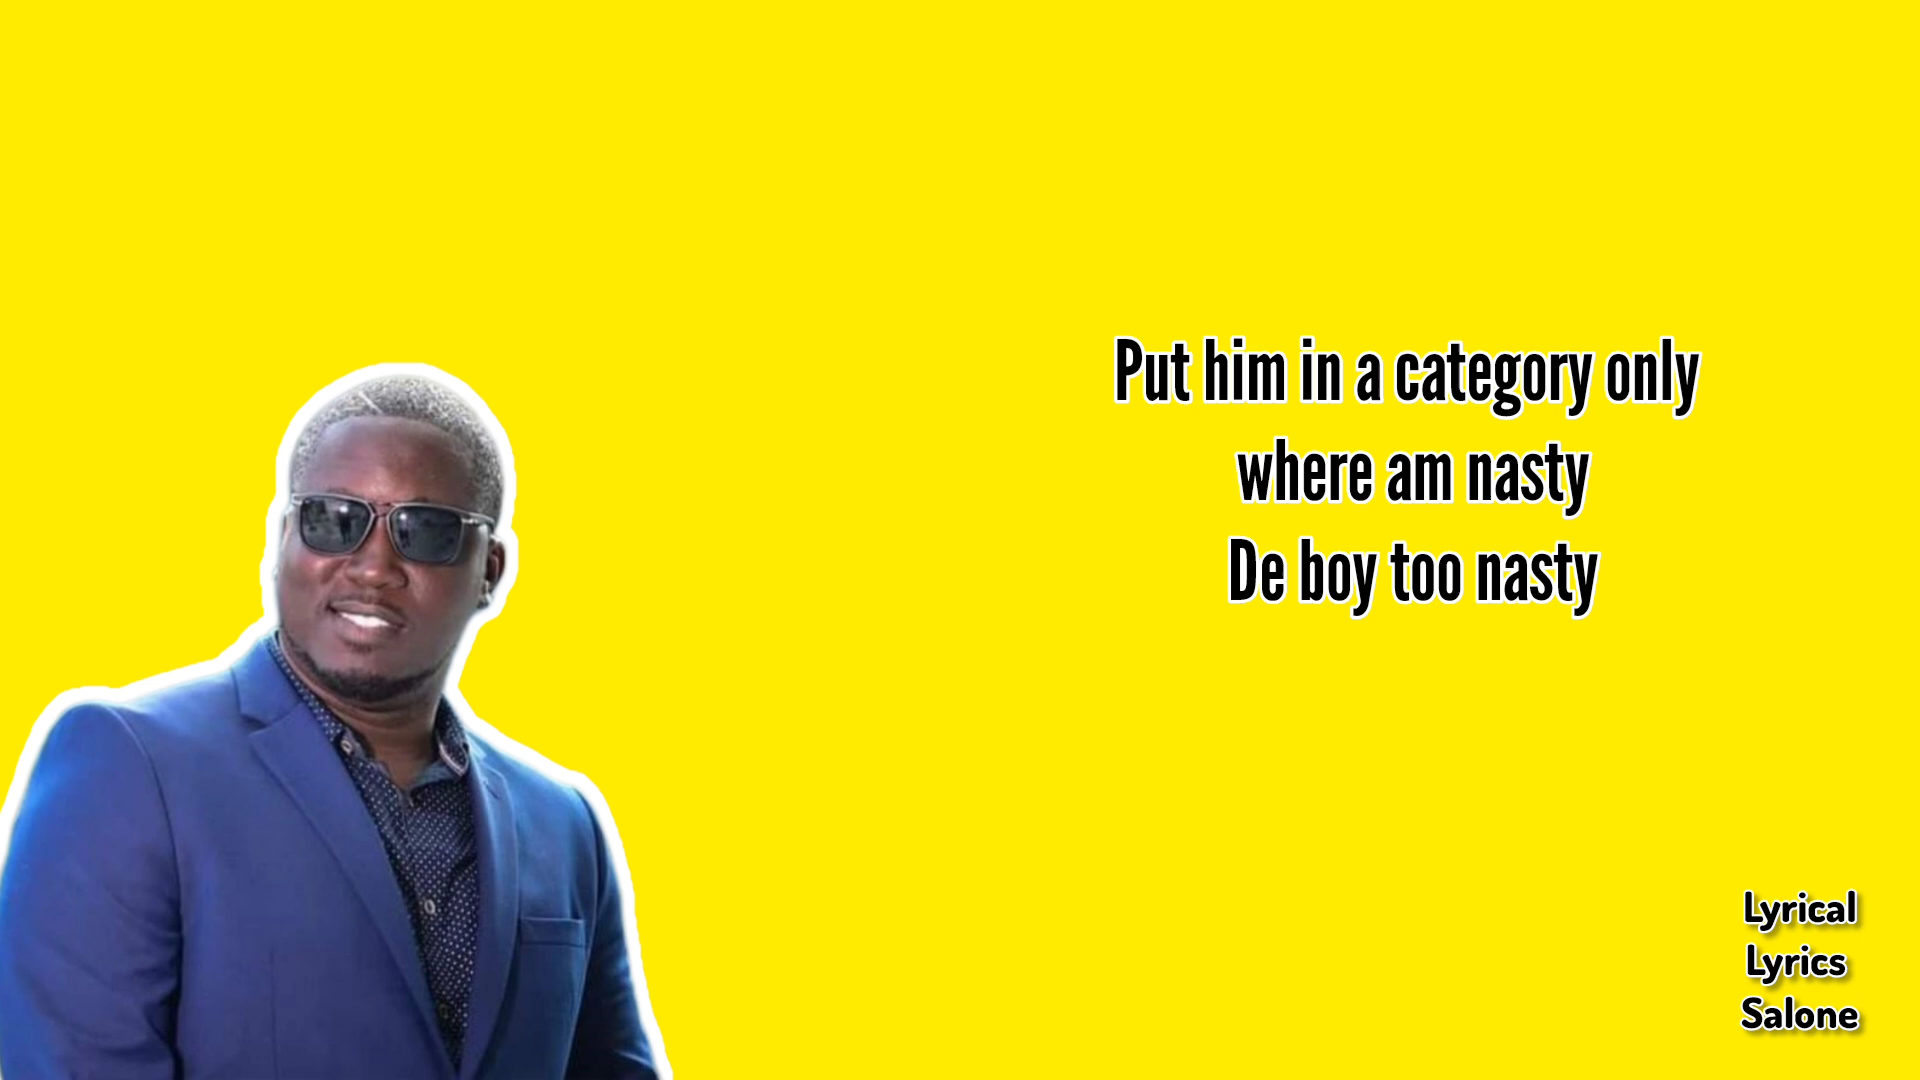 Put him in a category only
where am nasty
De boy too nasty
Lyrical
Lyrics
Salone